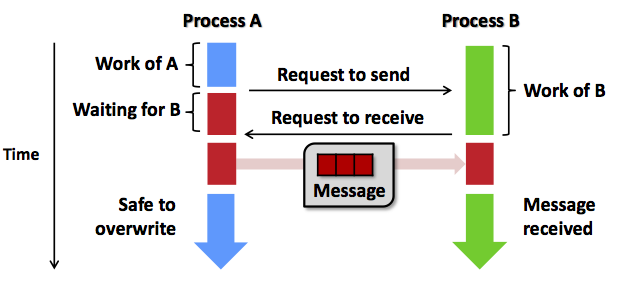 Process A
Process B
Work of A
Request to send
Work of B
Waiting for B
Request to receive
Time
Message
Safe to
overwrite
Message
received